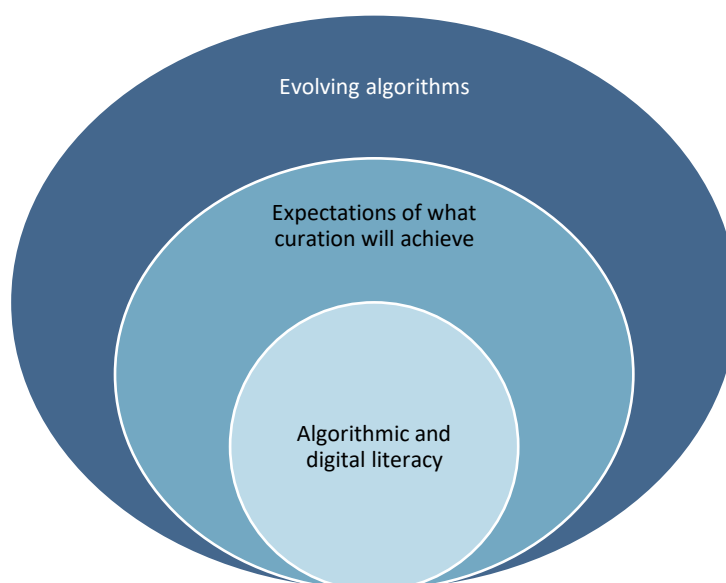 Evolving algorithms
Expectations of what
curation will achieve
Algorithmic and
digital literacy